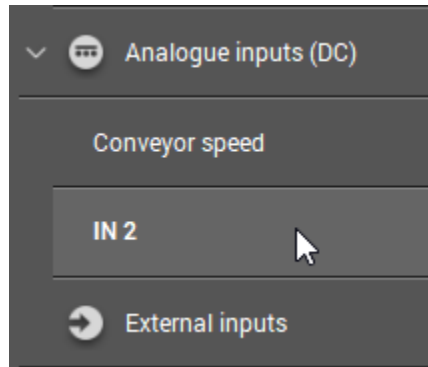 Analogue inputs (DC)
Conveyor speed
IN 2
External inputs